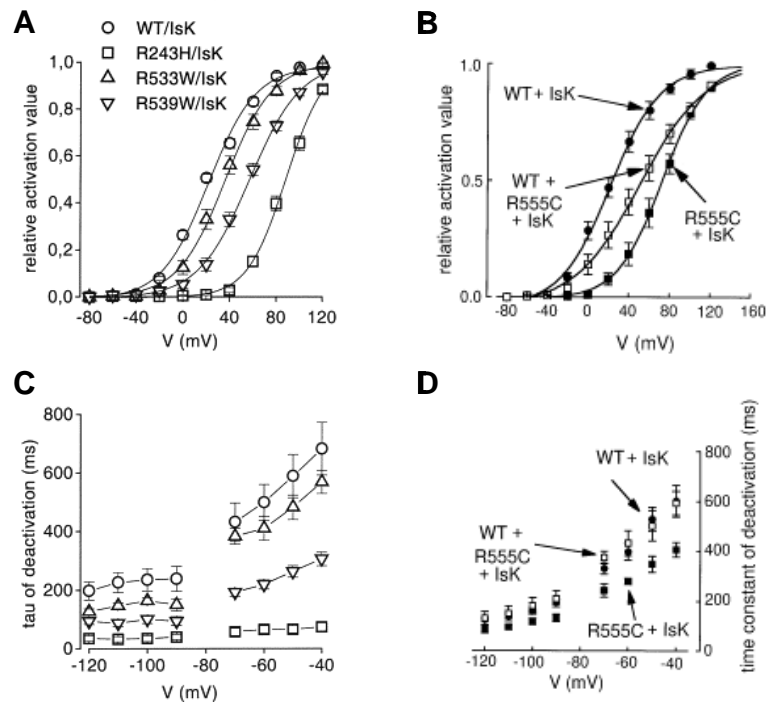 A
WT/IsK
R243H/IsK
R533W/IsK
R539W/IsK
1,0
0,8
0,6
0,4
0,2
0,0
relative activation value
-80 -40 0 40 80 120
V (mV)
B
1.0
0.5
0.0
relative activation value
WT + IsK
WT +
R555C
+ IsK
R555C
+ IsK
-80 -40 0 40 80 120 160
V (mV)
C
800
600
400
200
0
tau of deactivation (ms)
-120 -100 -80 -60 -40
V (mV)
D
WT + IsK
WT +
R555C
+ IsK
R555C + IsK
800
600
400
200
0
time constant of deactivation (ms)
-120 -100 -80 -60 -40
V (mV)